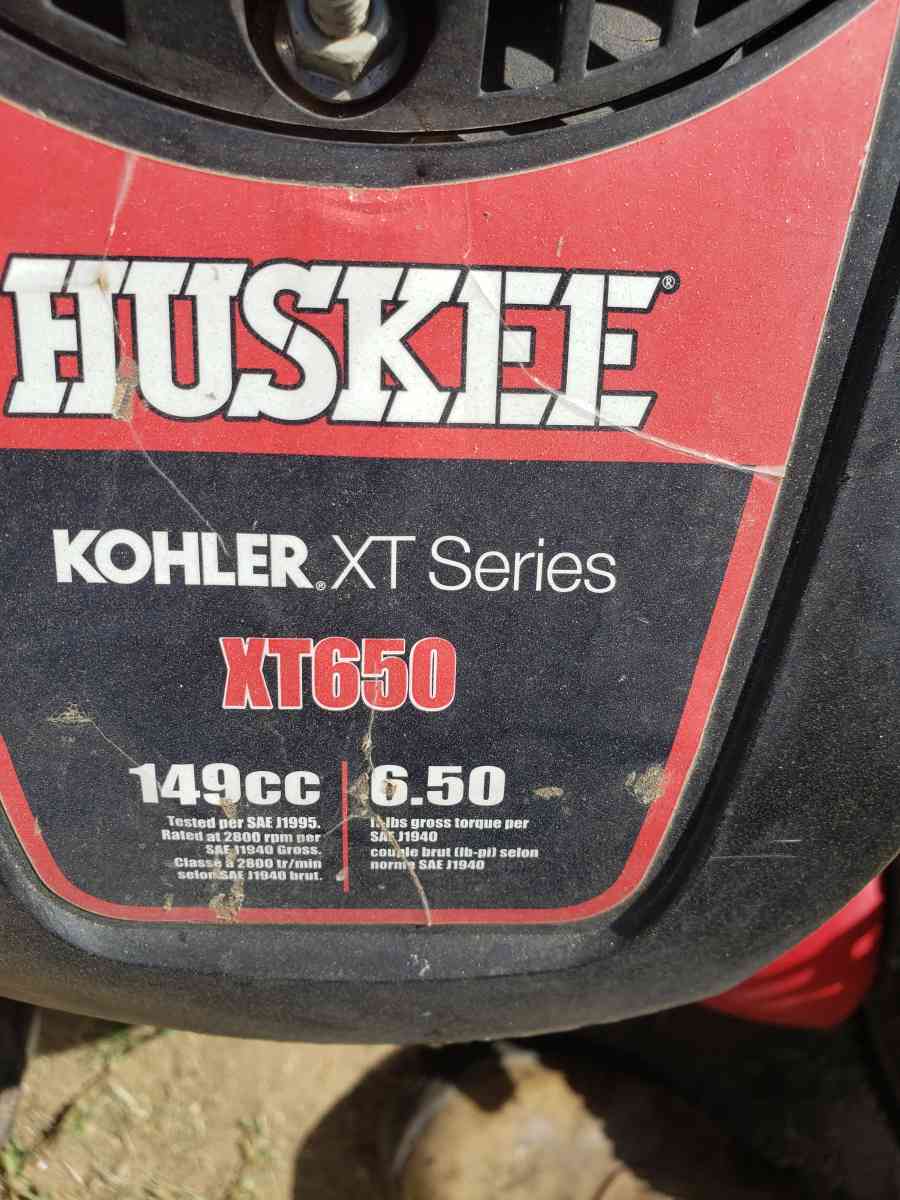 HUSKEE®
KOHLER® XT Series
XT650
149cc
Tested per SAE J1995.
Rated at 2800 rpm per
SAE J1940 Gross.
Classé à 2800 tr/min
selon SAE J1940 brut.
6.50
ft-lbs gross torque per
SAE J1940
couple brut (lb-pi) selon
norme SAE J1940